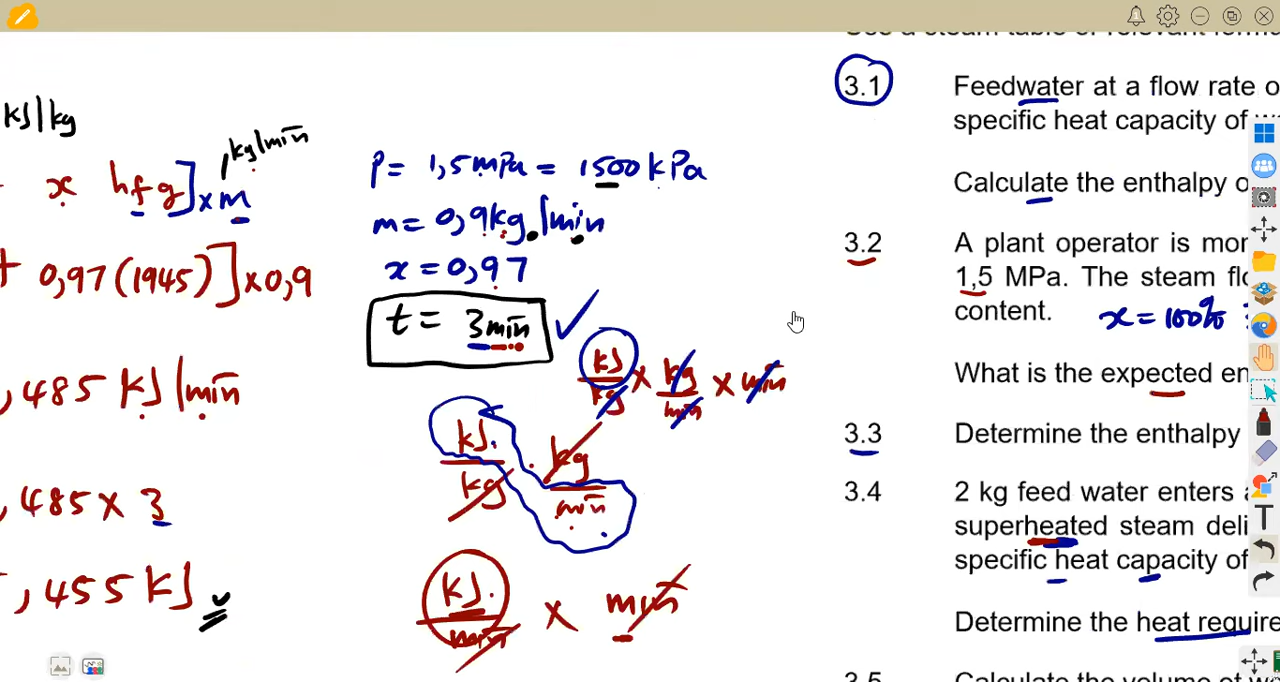 kJ/kg
x hfg] × m , kg/min
+ 0,97(1945)] × 0,9
,485 kJ/min
,485 × 3
,455 kJ
P = 1,5 mPa = 1500 kPa
m = 0,9 kg/min
x = 0,97
t = 3 min
kJ/kg × kg/min × min
kJ/kg . kg/min
kJ/min × min
3.1 Feedwater at a flow rate o
specific heat capacity of w
Calculate the enthalpy o
3.2 A plant operator is mor
1,5 MPa. The steam flo
content. x = 100%
What is the expected en
3.3 Determine the enthalpy
3.4 2 kg feed water enters a
superheated steam deli
specific heat capacity of
Determine the heat require